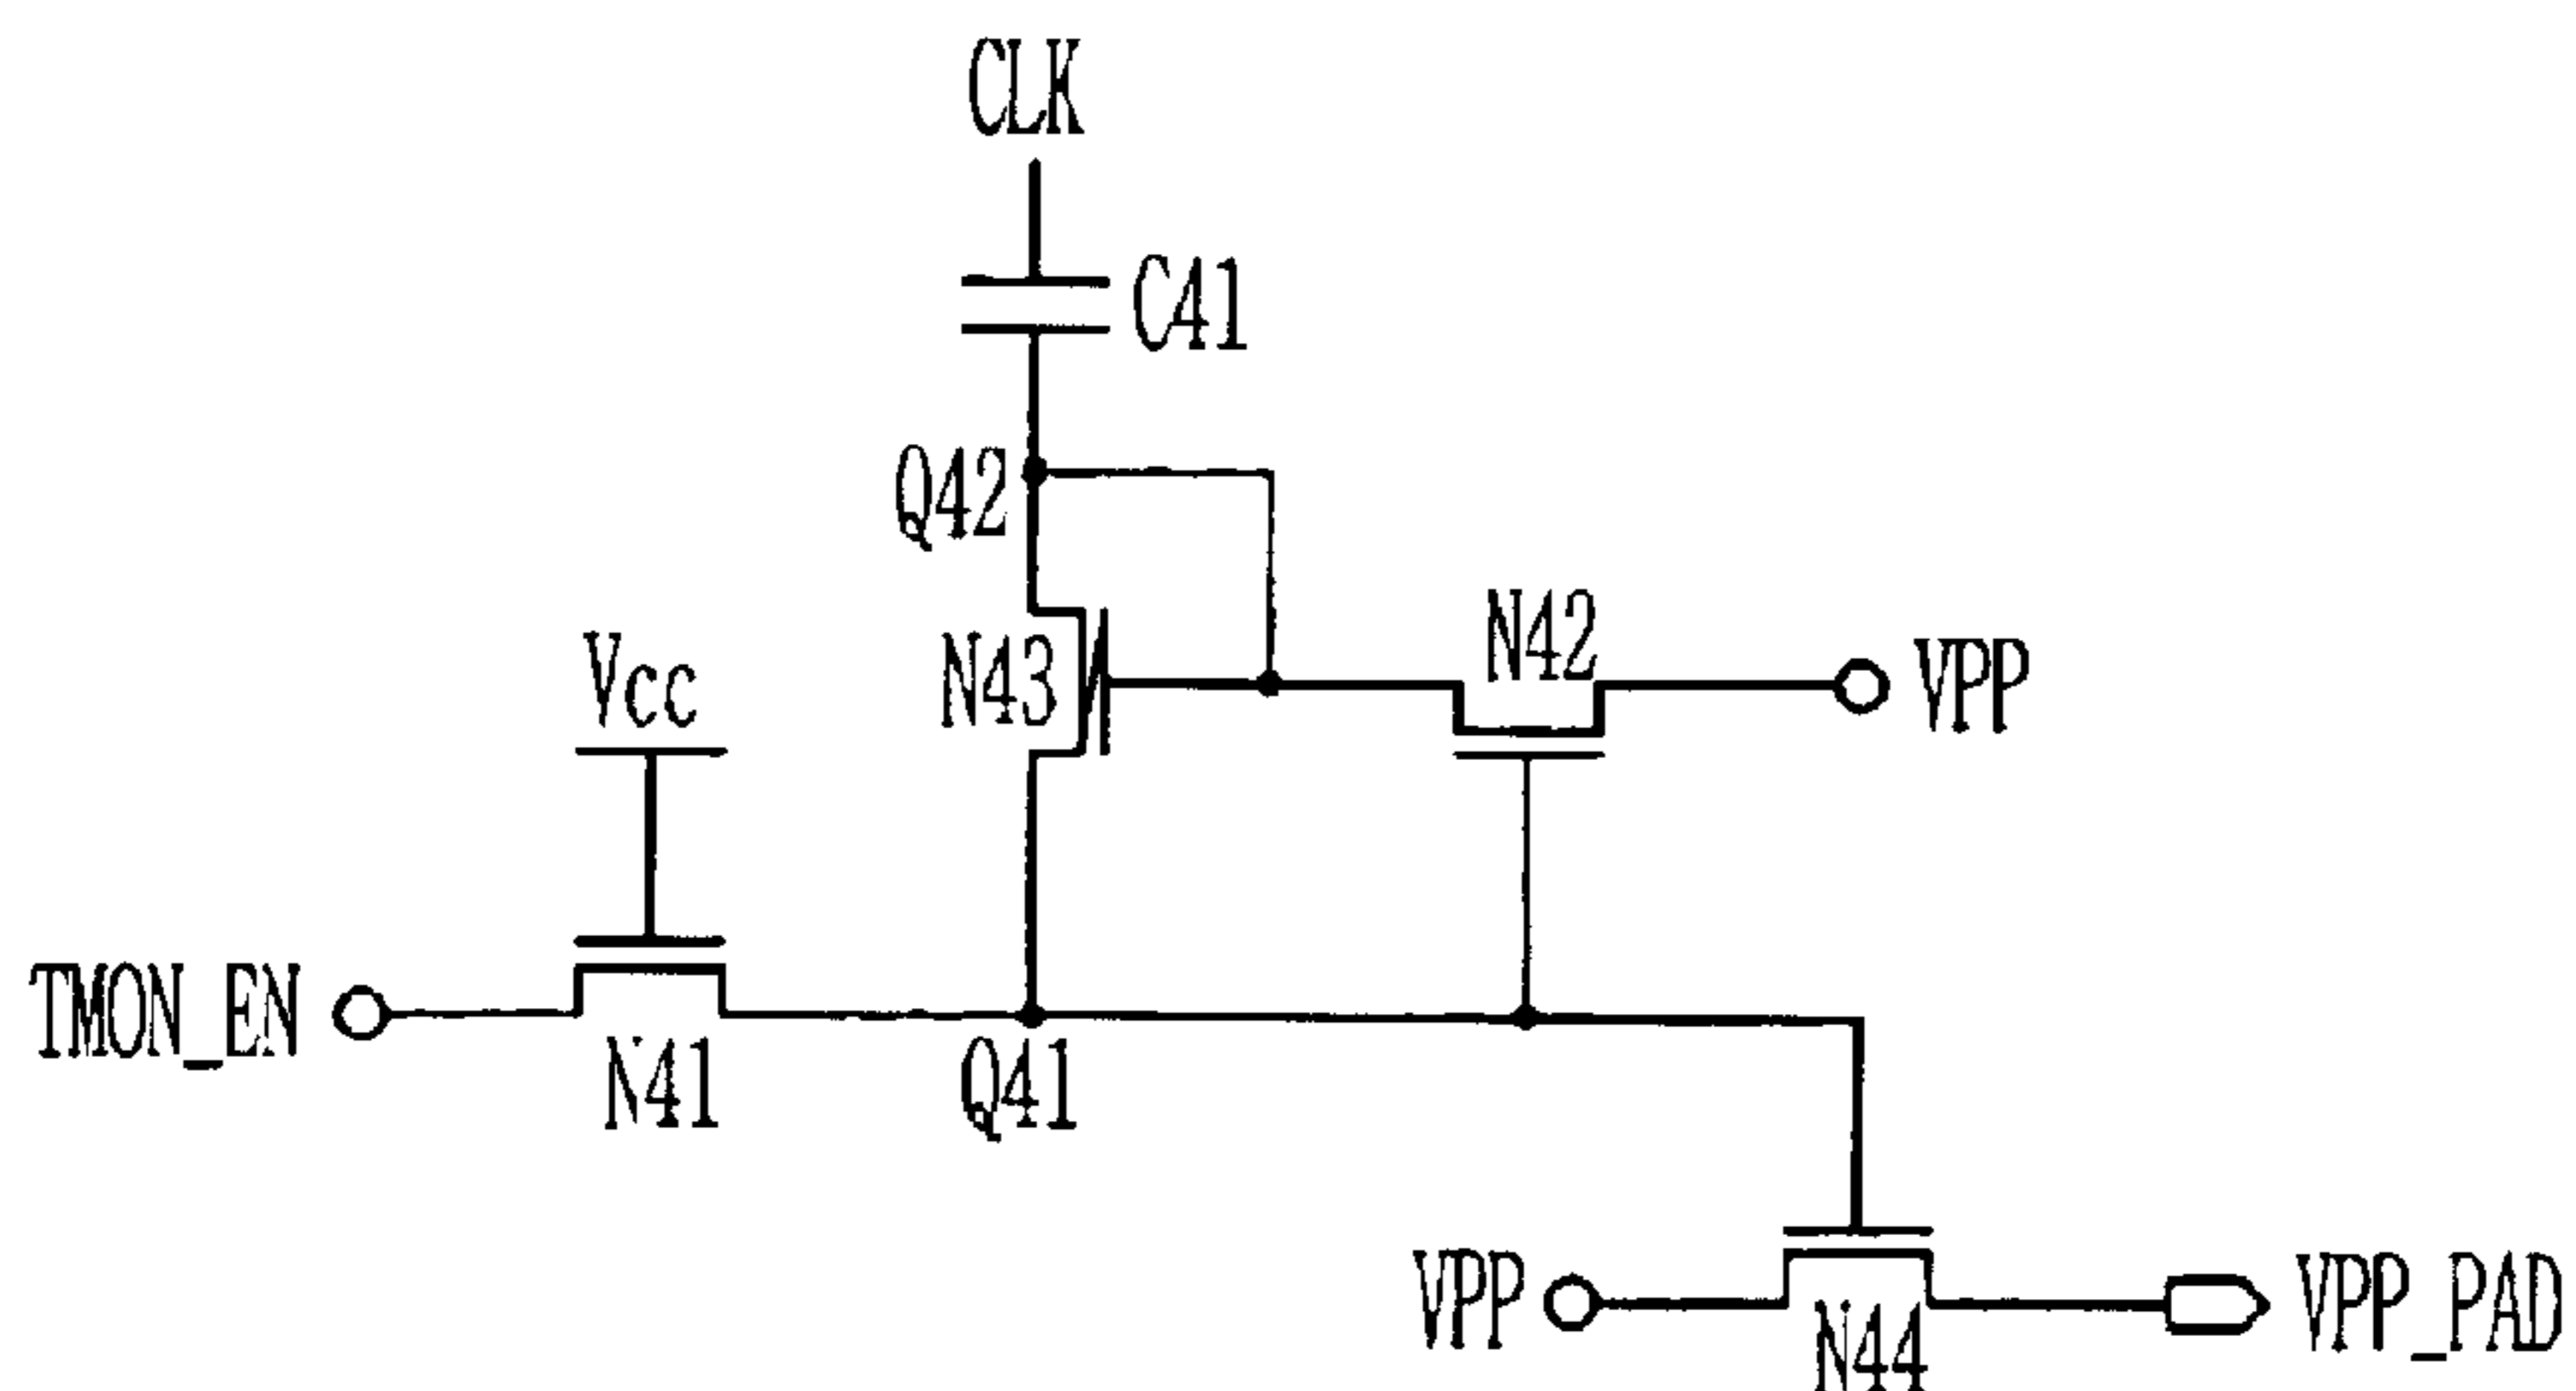 CLK
C41
Q42
N42
N43
VPP
Vcc
TMON_EN
N41
Q41
VPP
VPP_PAD
N44